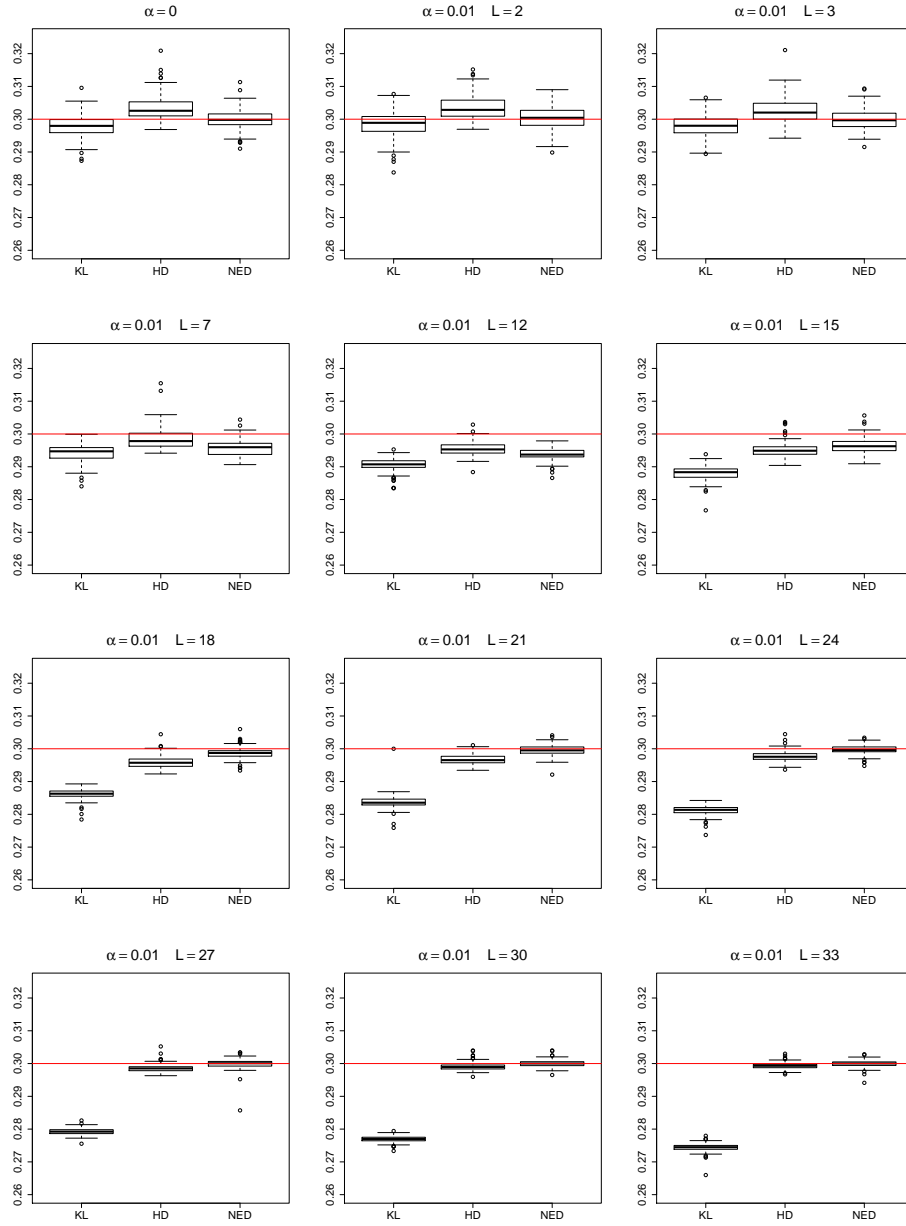 α = 0
0.26 0.27 0.28 0.29 0.30 0.31 0.32
KL HD NED
α = 0.01 L = 2
0.26 0.27 0.28 0.29 0.30 0.31 0.32
KL HD NED
α = 0.01 L = 3
0.26 0.27 0.28 0.29 0.30 0.31 0.32
KL HD NED
α = 0.01 L = 7
0.26 0.27 0.28 0.29 0.30 0.31 0.32
KL HD NED
α = 0.01 L = 12
0.26 0.27 0.28 0.29 0.30 0.31 0.32
KL HD NED
α = 0.01 L = 15
0.26 0.27 0.28 0.29 0.30 0.31 0.32
KL HD NED
α = 0.01 L = 18
0.26 0.27 0.28 0.29 0.30 0.31 0.32
KL HD NED
α = 0.01 L = 21
0.26 0.27 0.28 0.29 0.30 0.31 0.32
KL HD NED
α = 0.01 L = 24
0.26 0.27 0.28 0.29 0.30 0.31 0.32
KL HD NED
α = 0.01 L = 27
0.26 0.27 0.28 0.29 0.30 0.31 0.32
KL HD NED
α = 0.01 L = 30
0.26 0.27 0.28 0.29 0.30 0.31 0.32
KL HD NED
α = 0.01 L = 33
0.26 0.27 0.28 0.29 0.30 0.31 0.32
KL HD NED